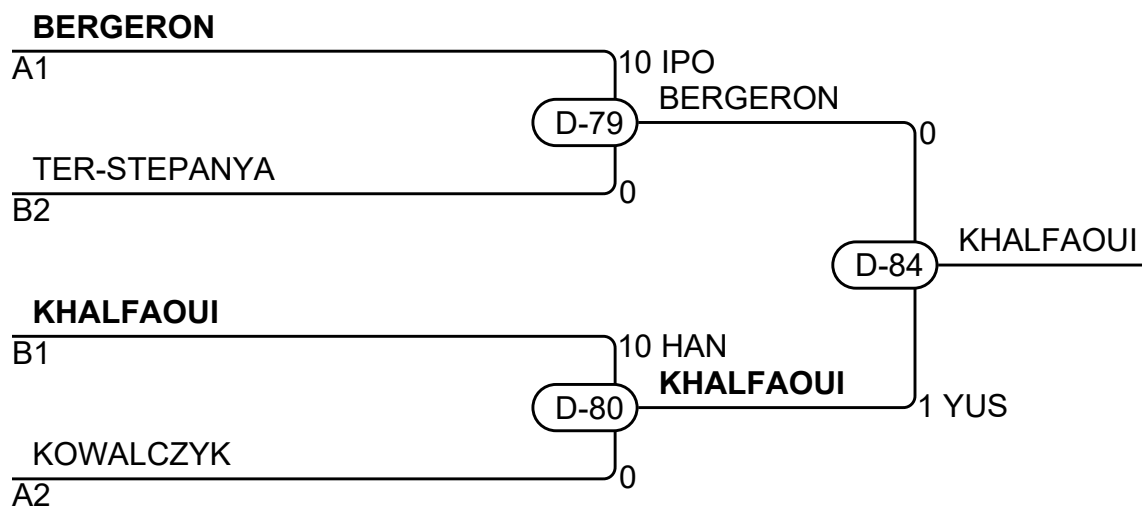 BERGERON
A1
10 IPO
BERGERON
D-79
0
TER-STEPANYA
B2
0
KHALFAOUI
D-84
KHALFAOUI
B1
10 HAN
KHALFAOUI
D-80
1 YUS
KOWALCZYK
A2
0